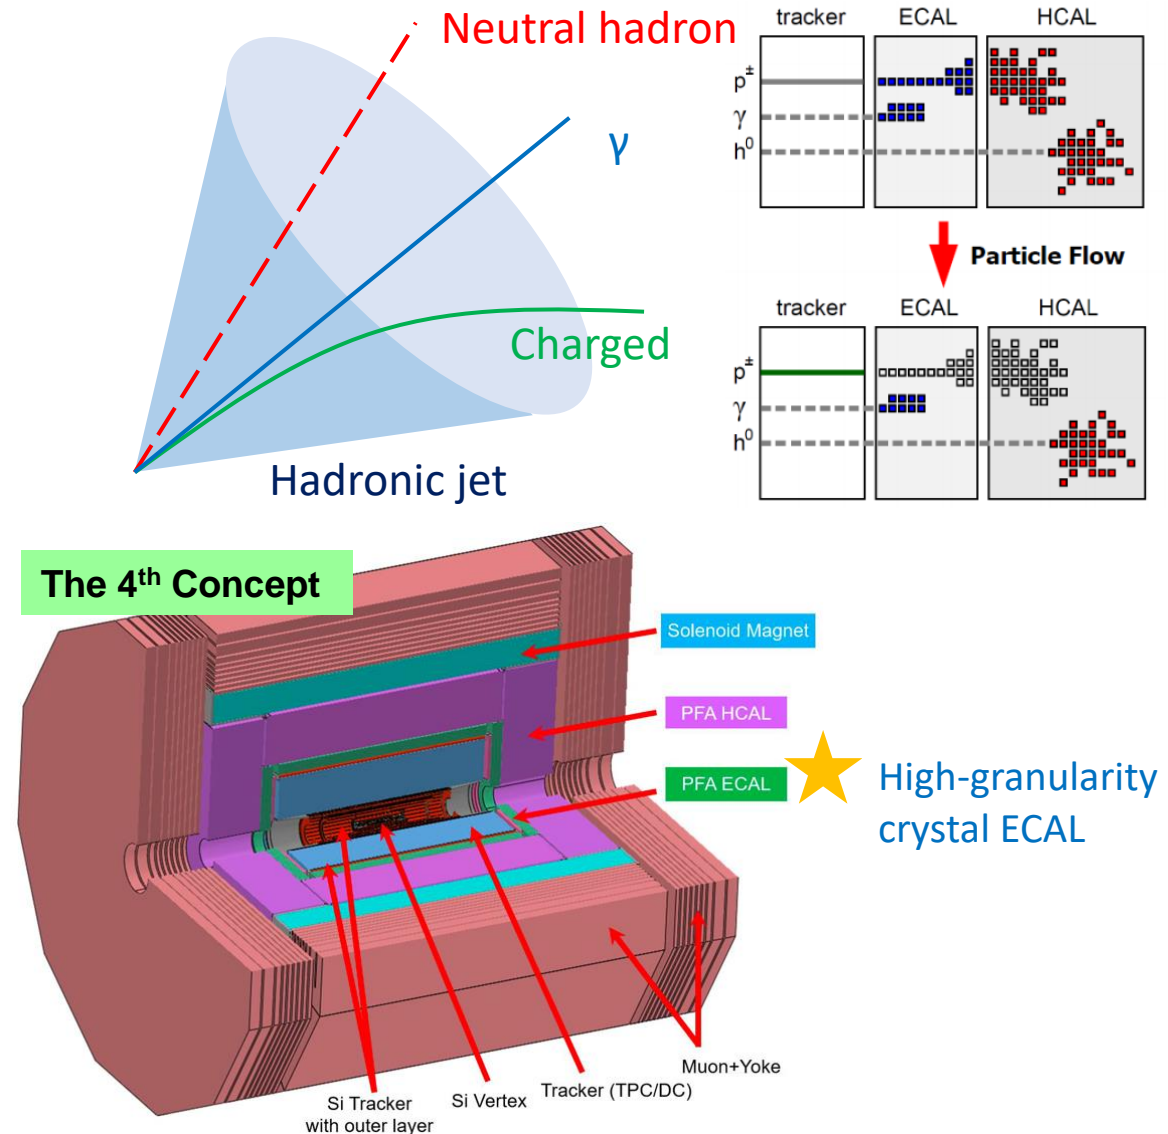 Neutral hadron
γ
Charged
Hadronic jet
tracker ECAL HCAL
p±
γ
h⁰
Particle Flow
tracker ECAL HCAL
p±
γ
h⁰
The 4th Concept
Solenoid Magnet
PFA HCAL
PFA ECAL
High-granularity
crystal ECAL
Muon+Yoke
Tracker (TPC/DC)
Si Vertex
Si Tracker
with outer layer